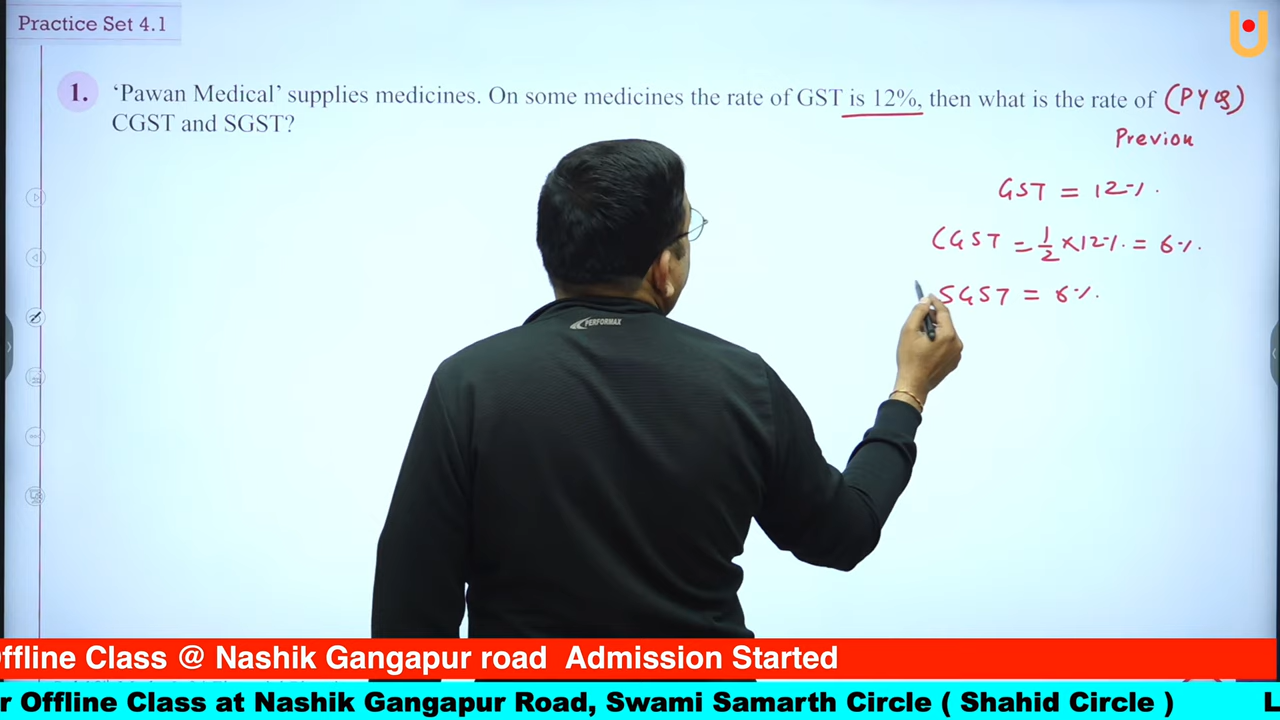 Practice Set 4.1
1. ‘Pawan Medical’ supplies medicines. On some medicines the rate of GST is 12%, then what is the rate of (PYQ)
CGST and SGST?
Previou
GST = 12%.
CGST = 1/2 × 12%. = 6%.
SGST = 6%.
PERFORMAX
ffline Class @ Nashik Gangapur road Admission Started
r Offline Class at Nashik Gangapur Road, Swami Samarth Circle ( Shahid Circle ) L